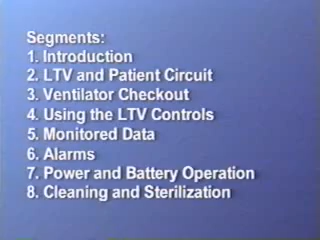 Segments:
1. Introduction
2. LTV and Patient Circuit
3. Ventilator Checkout
4. Using the LTV Controls
5. Monitored Data
6. Alarms
7. Power and Battery Operation
8. Cleaning and Sterilization